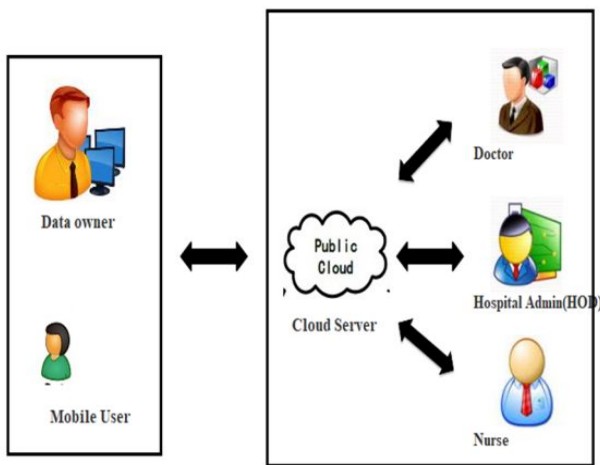 Data owner
Mobile User
Public
Cloud
Cloud Server
Doctor
Hospital Admin(HOD)
Nurse